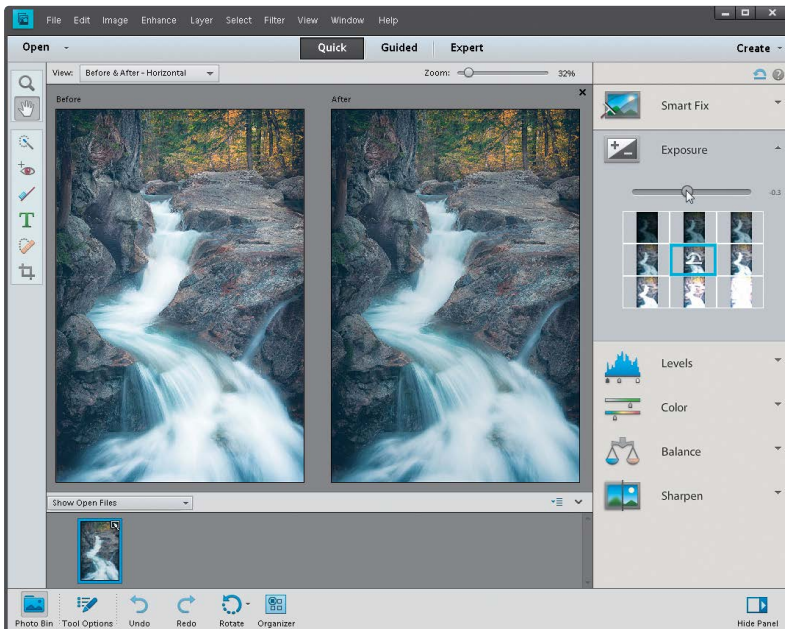 File Edit Image Enhance Layer Select Filter View Window Help
Open Quick Guided Expert Create
View: Before & After - Horizontal Zoom: 32%
Before After
Smart Fix
Exposure
-0.3
Levels
Color
Balance
Sharpen
Show Open Files
T
Photo Bin Tool Options Undo Redo Rotate Organizer Hide Panel